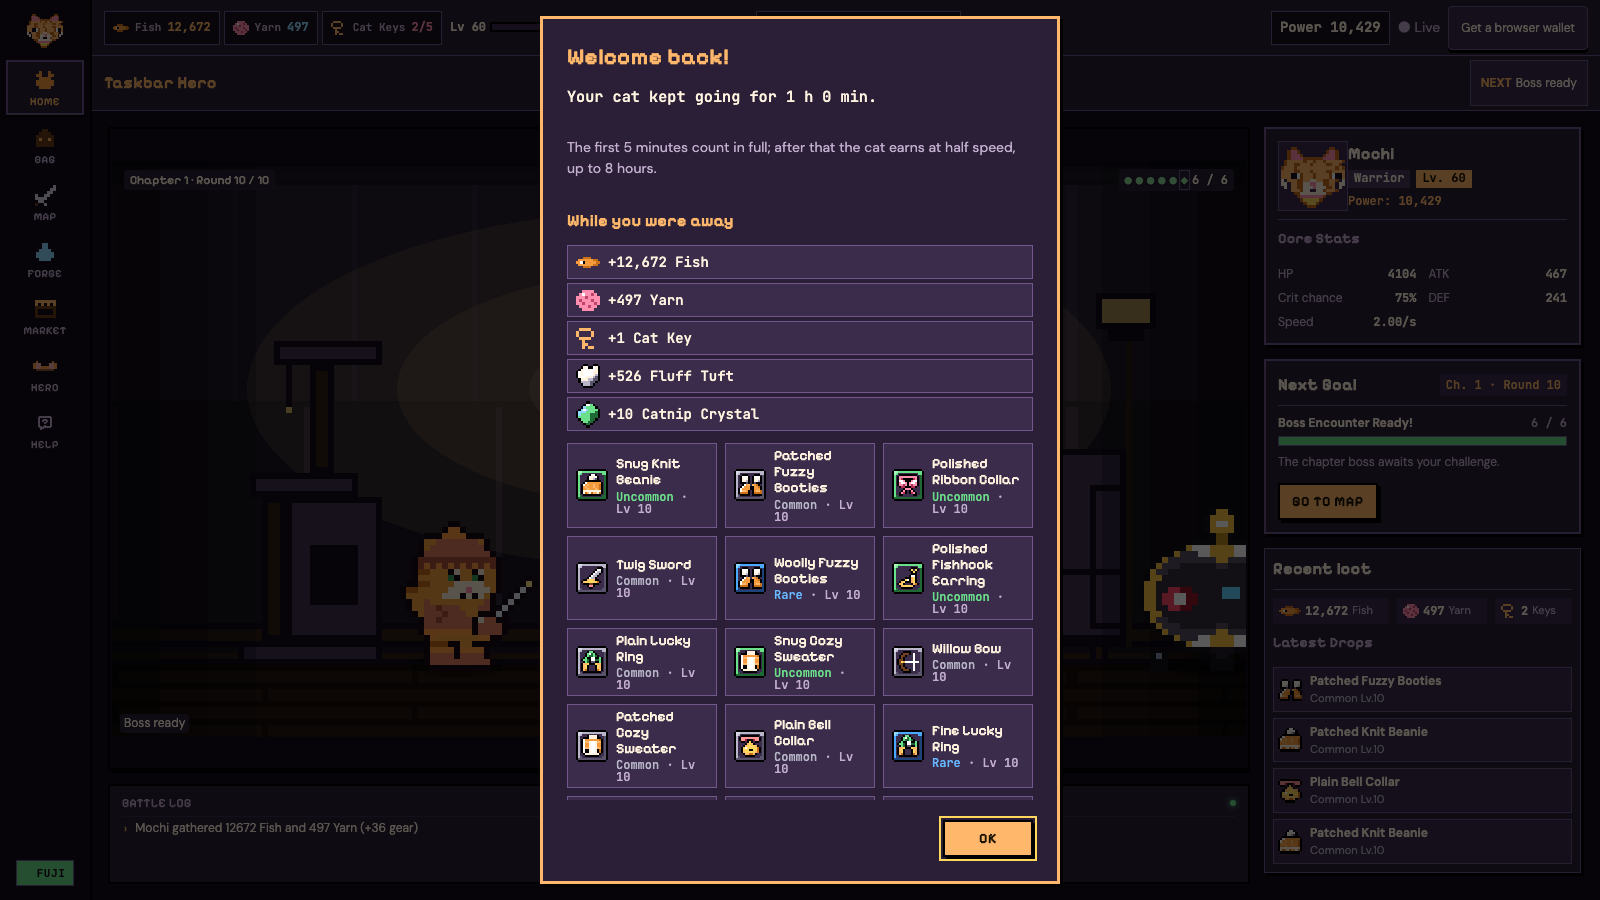 Fish 12,672
Yarn 497
Cat Keys 2/5
Lv 60
Power 10,429
Live
Get a browser wallet
Taskbar Hero
NEXT Boss ready
HOME
BAG
MAP
FORGE
MARKET
HERO
HELP
FUJI
Chapter 1 · Round 10 / 10
6 / 6
Boss ready
BATTLE LOG
› Mochi gathered 12672 Fish and 497 Yarn (+36 gear)
Welcome back!
Your cat kept going for 1 h 0 min.
The first 5 minutes count in full; after that the cat earns at half speed,
up to 8 hours.
While you were away
+12,672 Fish
+497 Yarn
+1 Cat Key
+526 Fluff Tuft
+10 Catnip Crystal
Snug Knit
Beanie
Uncommon ·
Lv 10
Patched
Fuzzy
Booties
Common · Lv
10
Polished
Ribbon Collar
Uncommon ·
Lv 10
Twig Sword
Common · Lv
10
Woolly Fuzzy
Booties
Rare · Lv 10
Polished
Fishhook
Earring
Uncommon ·
Lv 10
Plain Lucky
Ring
Common · Lv
10
Snug Cozy
Sweater
Uncommon ·
Lv 10
Willow Bow
Common · Lv
10
Patched
Cozy
Sweater
Common · Lv
10
Plain Bell
Collar
Common · Lv
10
Fine Lucky
Ring
Rare · Lv 10
OK
Mochi
Warrior Lv. 60
Power: 10,429
Core Stats
HP 4104 ATK 467
Crit chance 75% DEF 241
Speed 2.00/s
Next Goal
Ch. 1 · Round 10
Boss Encounter Ready! 6 / 6
The chapter boss awaits your challenge.
GO TO MAP
Recent loot
12,672 Fish
497 Yarn
2 Keys
Latest Drops
Patched Fuzzy Booties
Common Lv.10
Patched Knit Beanie
Common Lv.10
Plain Bell Collar
Common Lv.10
Patched Knit Beanie
Common Lv.10